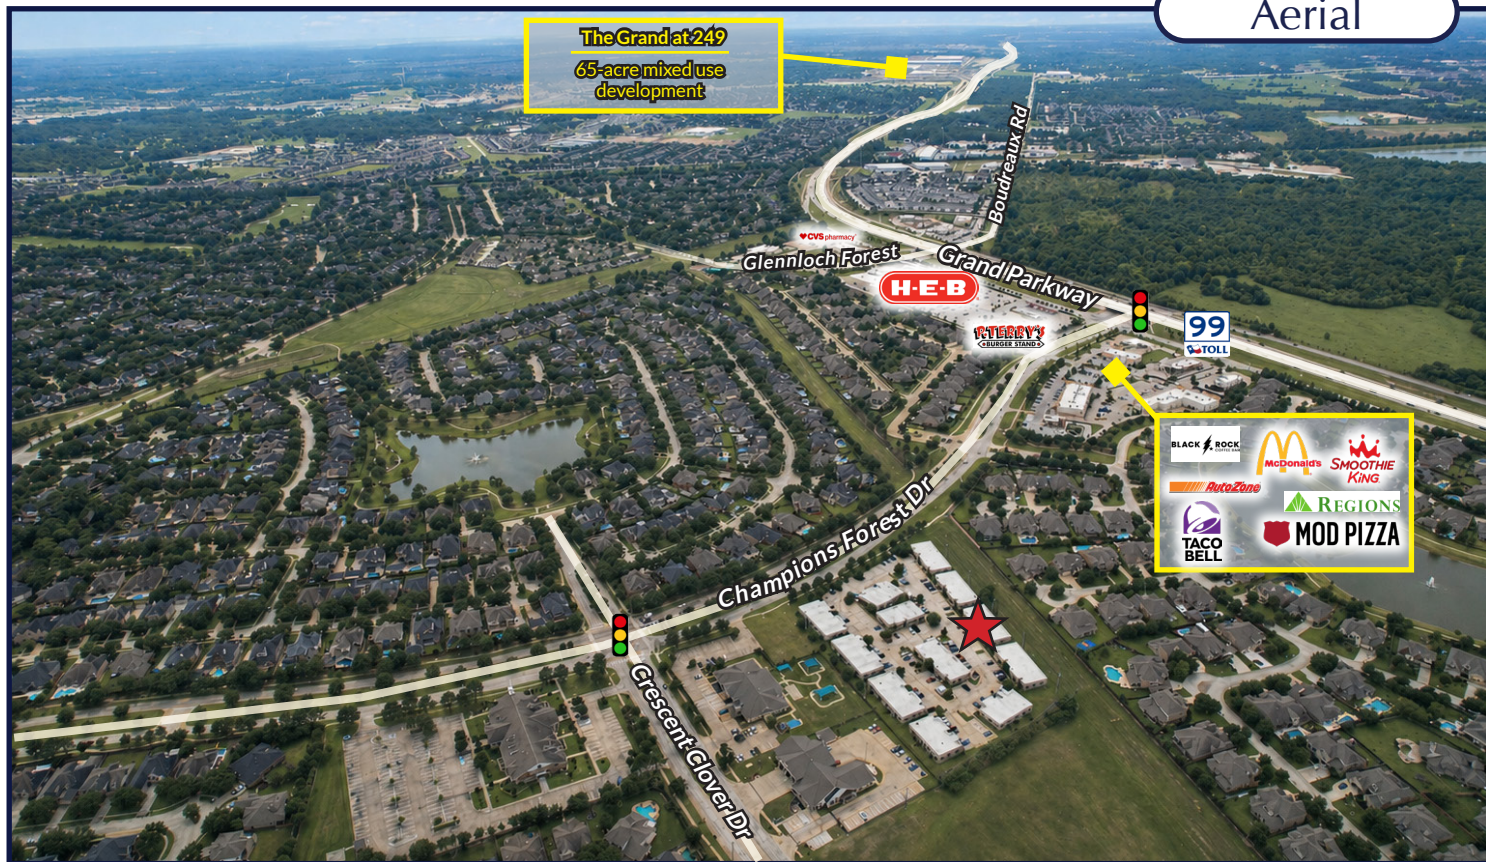 Aerial
The Grand at 249
65-acre mixed use
development
Boudreaux Rd
CVS pharmacy
Glennloch Forest
Grand Parkway
H-E-B
P. TERRY'S
BURGER STAND
99
TOLL
BLACK ROCK
COFFEE BAR
McDonald's
SMOOTHIE
KING
AutoZone
REGIONS
TACO
BELL
MOD PIZZA
Champions Forest Dr
Crescent Clover Dr